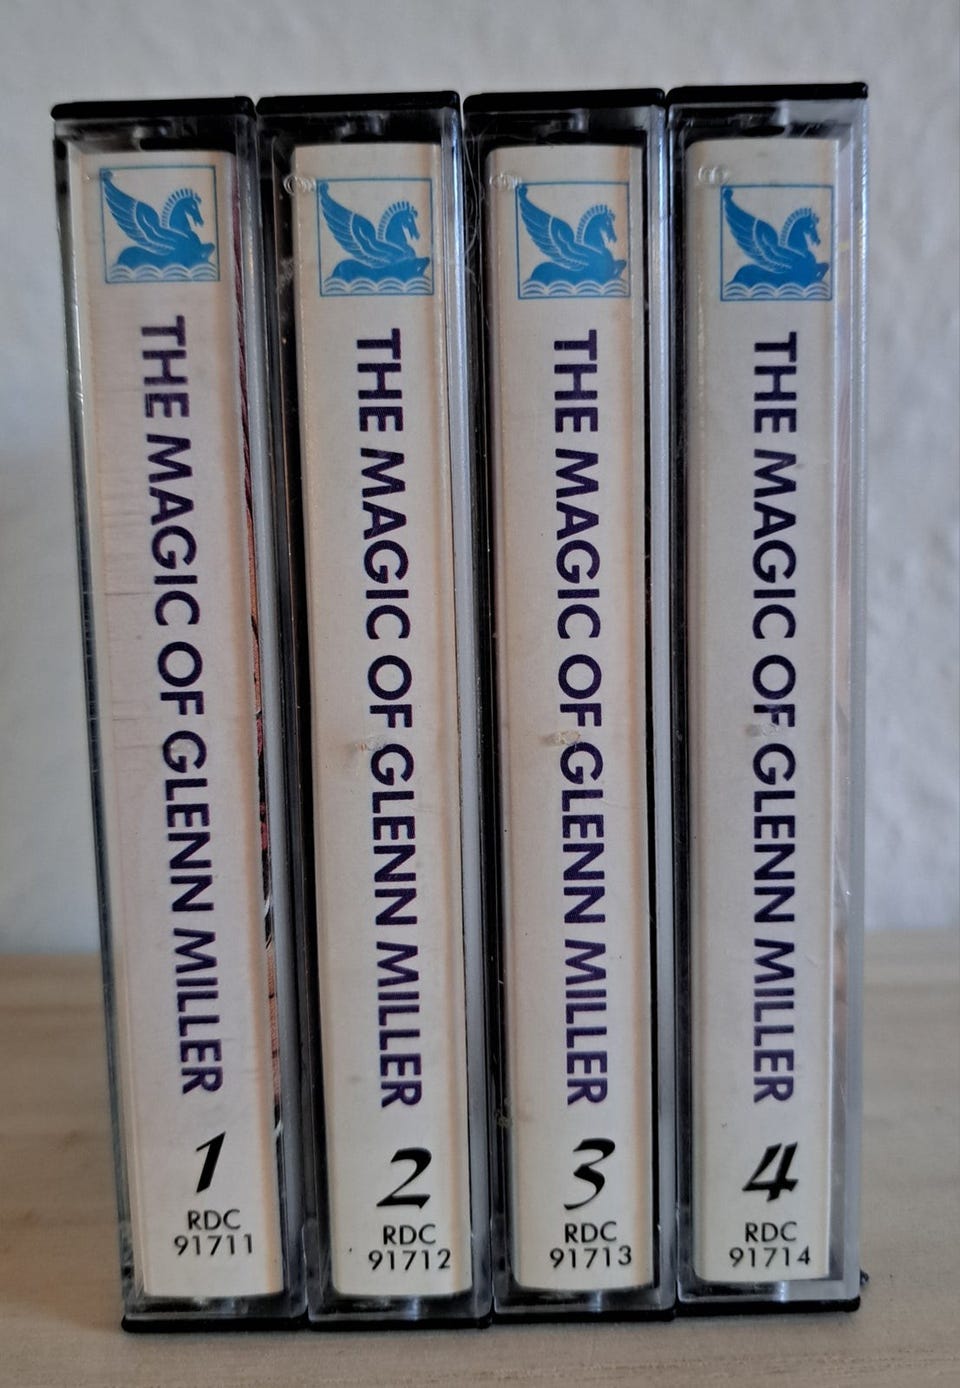 THE MAGIC OF GLENN MILLER
1
RDC
91711
THE MAGIC OF GLENN MILLER
2
RDC
91712
THE MAGIC OF GLENN MILLER
3
RDC
91713
THE MAGIC OF GLENN MILLER
4
RDC
91714